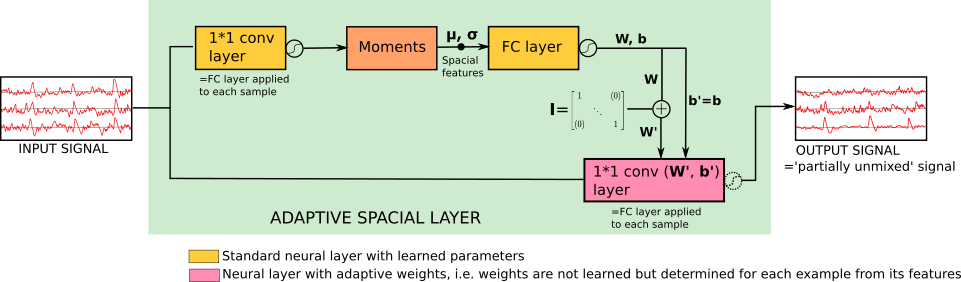 1*1 conv
layer
=FC layer applied
to each sample
Moments
μ, σ
Spacial
features
FC layer
W, b
W
b'=b
I=
1 (0)
⋱
(0) 1
W'
INPUT SIGNAL
1*1 conv (W', b')
layer
=FC layer applied
to each sample
OUTPUT SIGNAL
='partially unmixed' signal
ADAPTIVE SPACIAL LAYER
Standard neural layer with learned parameters
Neural layer with adaptive weights, i.e. weights are not learned but determined for each example from its features